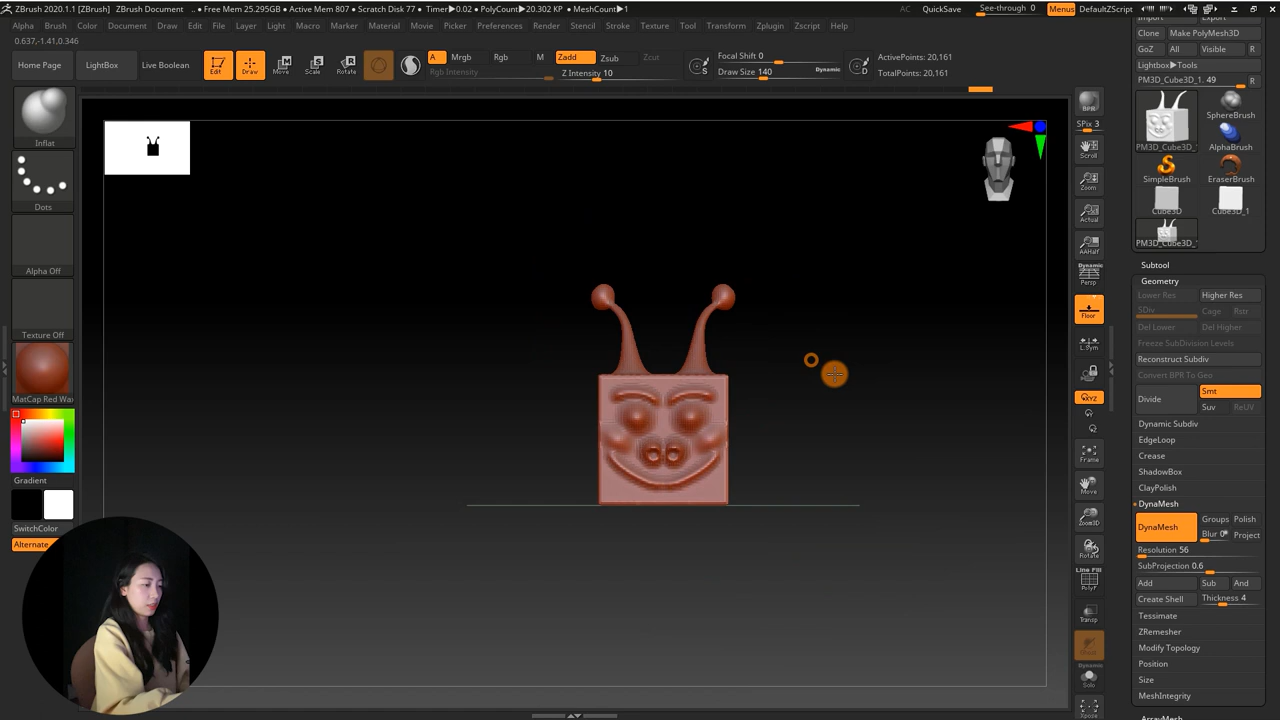 ZBrush 2020.1.1 [ZBrush] ZBrush Document .. • Free Mem 25.295GB • Active Mem 807 • Scratch Disk 77 • Timer▶0.02 • PolyCount▶20.302 KP • MeshCount▶1 AC QuickSave See-through 0 Menus DefaultZScript
Alpha Brush Color Document Draw Edit File Layer Light Macro Marker Material Movie Picker Preferences Render Stencil Stroke Texture Tool Transform Zplugin Zscript Help
0.637,-1.41,0.346
Home Page LightBox Live Boolean
Edit Draw Move Scale Rotate
A Mrgb Rgb M Zadd Zsub Zcut
Rgb Intensity Z Intensity 10
Focal Shift 0
Draw Size 140 Dynamic
S D
ActivePoints: 20,161
TotalPoints: 20,161
Inflat
Dots
Alpha Off
Texture Off
MatCap Red Wax
Gradient
SwitchColor
Alternate
BPR
SPix 3
Scroll
Zoom
Actual
AAHalf
Dynamic
Persp
Floor
L.Sym
XYZ
Frame
Move
Zoom3D
Rotate
Line Fill
PolyF
Transp
Ghost
Dynamic
Solo
Xpose
Import Export
Clone Make PolyMesh3D
GoZ All Visible R
Lightbox▶Tools
PM3D_Cube3D_1. 49 R
SphereBrush
PM3D_Cube3D_1 AlphaBrush
SimpleBrush EraserBrush
Cube3D Cube3D_1
PM3D_Cube3D_1
Subtool
Geometry
Lower Res Higher Res
SDiv Cage Rstr
Del Lower Del Higher
Freeze SubDivision Levels
Reconstruct Subdiv
Convert BPR To Geo
Divide Smt
Suv ReUV
Dynamic Subdiv
EdgeLoop
Crease
ShadowBox
ClayPolish
DynaMesh
DynaMesh Groups Polish
Blur 0 Project
Resolution 56
SubProjection 0.6
Add Sub And
Create Shell Thickness 4
Tessimate
ZRemesher
Modify Topology
Position
Size
MeshIntegrity
ArrayMesh